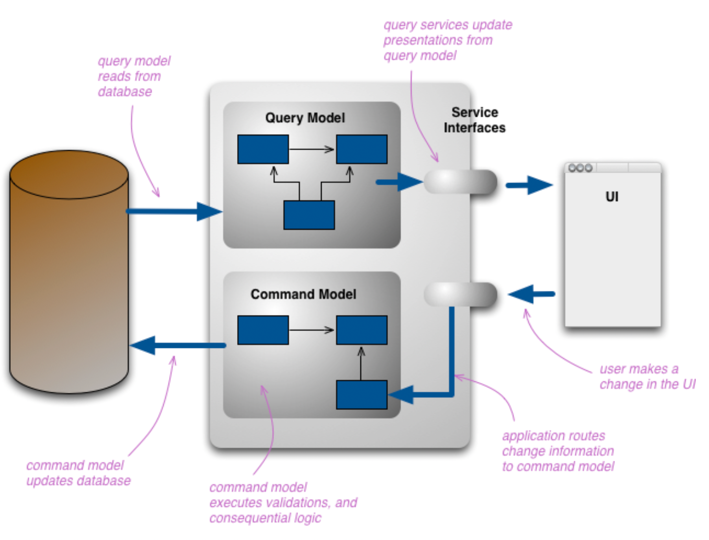 query services update
presentations from
query model
query model
reads from
database
Query Model
Service
Interfaces
UI
Command Model
user makes a
change in the UI
application routes
change information
to command model
command model
updates database
command model
executes validations, and
consequential logic